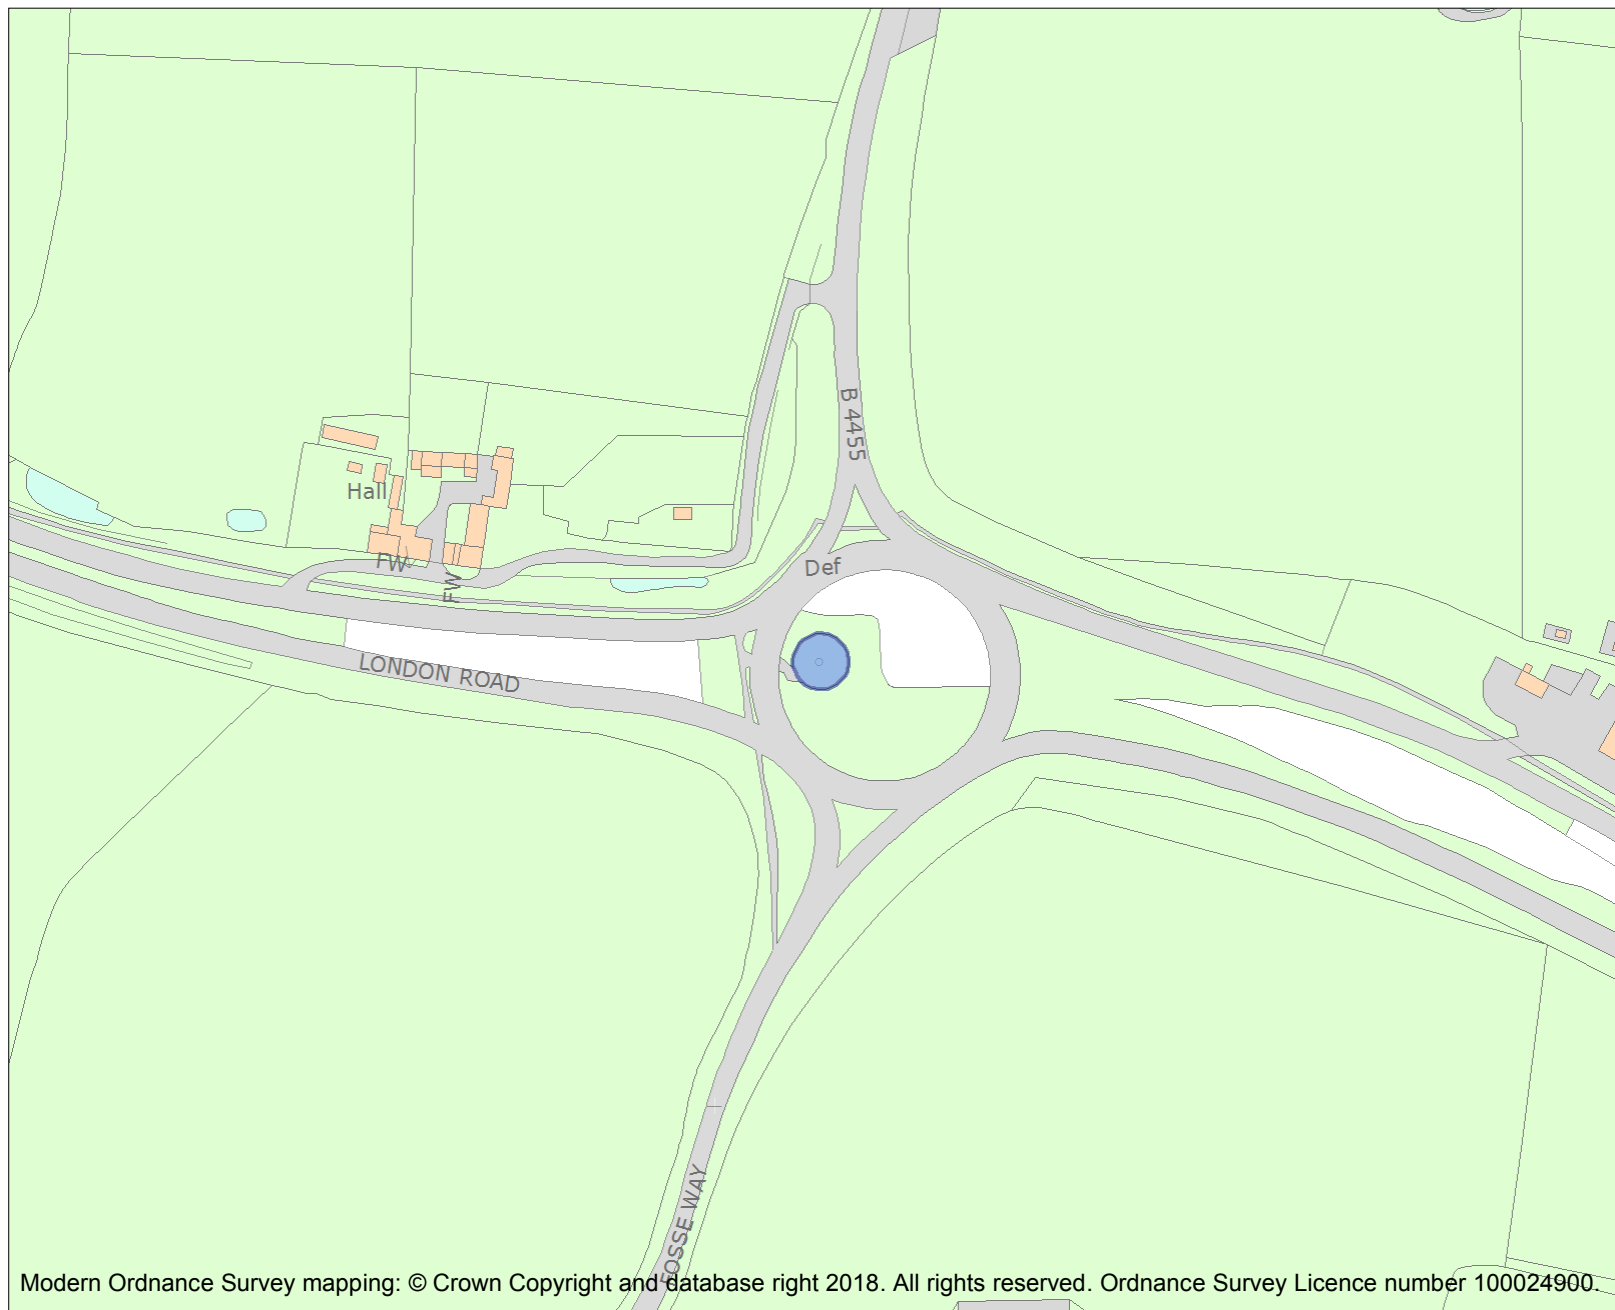 B 4455
Hall
FW
FW
Def
LONDON ROAD
FOSSE WAY
Modern Ordnance Survey mapping: © Crown Copyright and database right 2018. All rights reserved. Ordnance Survey Licence number 100024900.